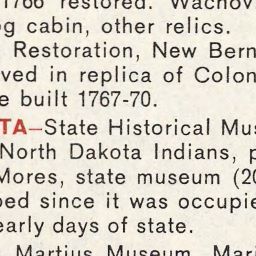 1766 restored. Wachov
og cabin, other relics.
Restoration, New Bern
ved in replica of Colon
e built 1767-70.
TA—State Historical Mus
North Dakota Indians, p
Mores, state museum (20
ped since it was occupie
early days of state.
Martius Museum, Mari